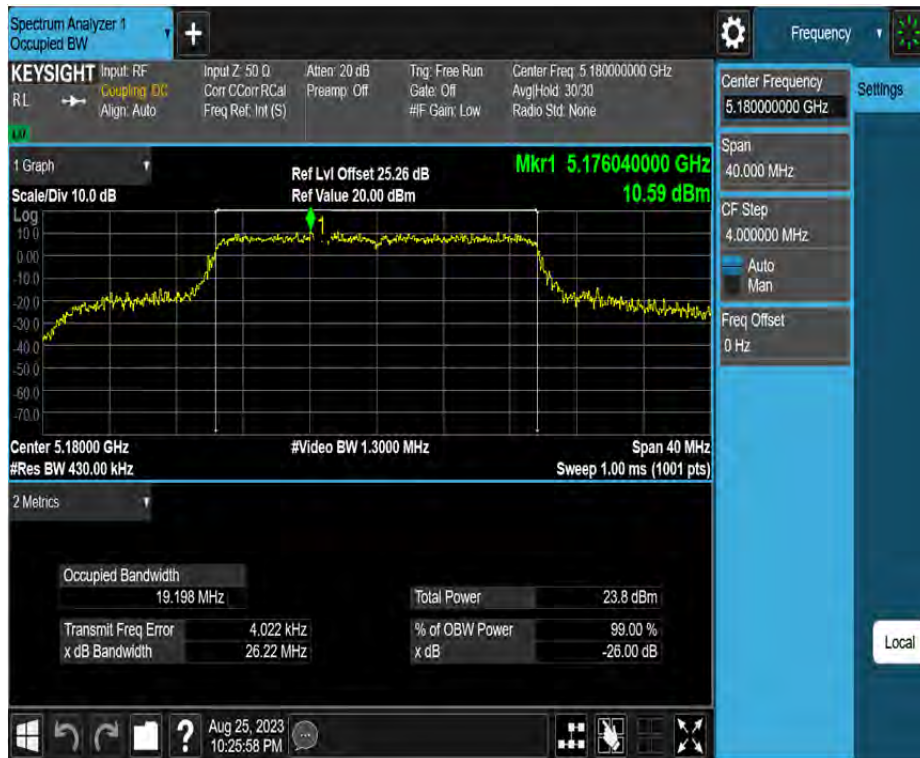 Spectrum Analyzer 1
Occupied BW
+
Frequency
KEYSIGHT
RL
Input: RF
Coupling: DC
Align: Auto
Input Z: 50 Ω
Corr CCorr RCal
Freq Ref: Int (S)
Atten: 20 dB
Preamp: Off
Trig: Free Run
Gate: Off
#IF Gain: Low
Center Freq: 5.180000000 GHz
Avg|Hold: 30/30
Radio Std: None
Center Frequency
5.180000000 GHz
Settings
Span
40.000 MHz
CF Step
4.000000 MHz
Auto
Man
Freq Offset
0 Hz
1 Graph
Scale/Div 10.0 dB
Ref Lvl Offset 25.26 dB
Ref Value 20.00 dBm
Mkr1 5.176040000 GHz
10.59 dBm
Log
10.0
0.00
-10.0
-20.0
-30.0
-40.0
-50.0
-60.0
-70.0
1
Center 5.18000 GHz
#Video BW 1.3000 MHz
Span 40 MHz
#Res BW 430.00 kHz
Sweep 1.00 ms (1001 pts)
2 Metrics
Occupied Bandwidth
19.198 MHz
Total Power 23.8 dBm
Transmit Freq Error 4.022 kHz
% of OBW Power 99.00 %
x dB Bandwidth 26.22 MHz
x dB -26.00 dB
Local
?
Aug 25, 2023
10:25:58 PM